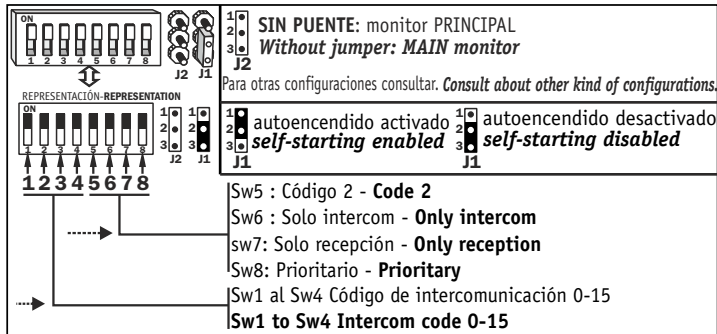 ON
1 2 3 4 5 6 7 8
J2 J1
REPRESENTACIÓN-REPRESENTATION
ON
1 2 3 4 5 6 7 8
1
2
3
J2
1
2
3
J1
1 2 3 4 5 6 7 8
1
2
3
J2
SIN PUENTE: monitor PRINCIPAL
Without jumper: MAIN monitor
Para otras configuraciones consultar. Consult about other kind of configurations.
1
2
3
J1
autoencendido activado
self-starting enabled
1
2
3
J1
autoencendido desactivado
self-starting disabled
Sw5 : Código 2 - Code 2
Sw6 : Solo intercom - Only intercom
sw7: Solo recepción - Only reception
Sw8: Prioritario - Prioritary
Sw1 al Sw4 Código de intercomunicación 0-15
Sw1 to Sw4 Intercom code 0-15